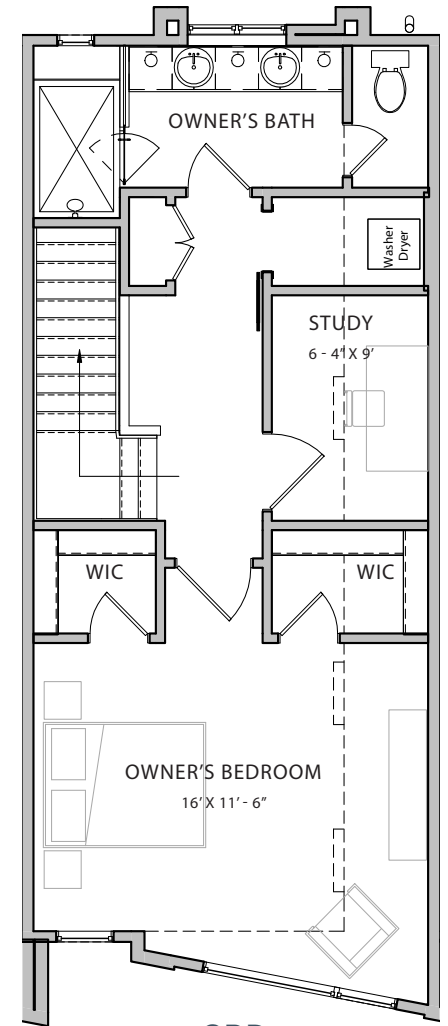 OWNER'S BATH
Washer
Dryer
STUDY
6 - 4" X 9'
WIC
WIC
OWNER'S BEDROOM
16' X 11' - 6"